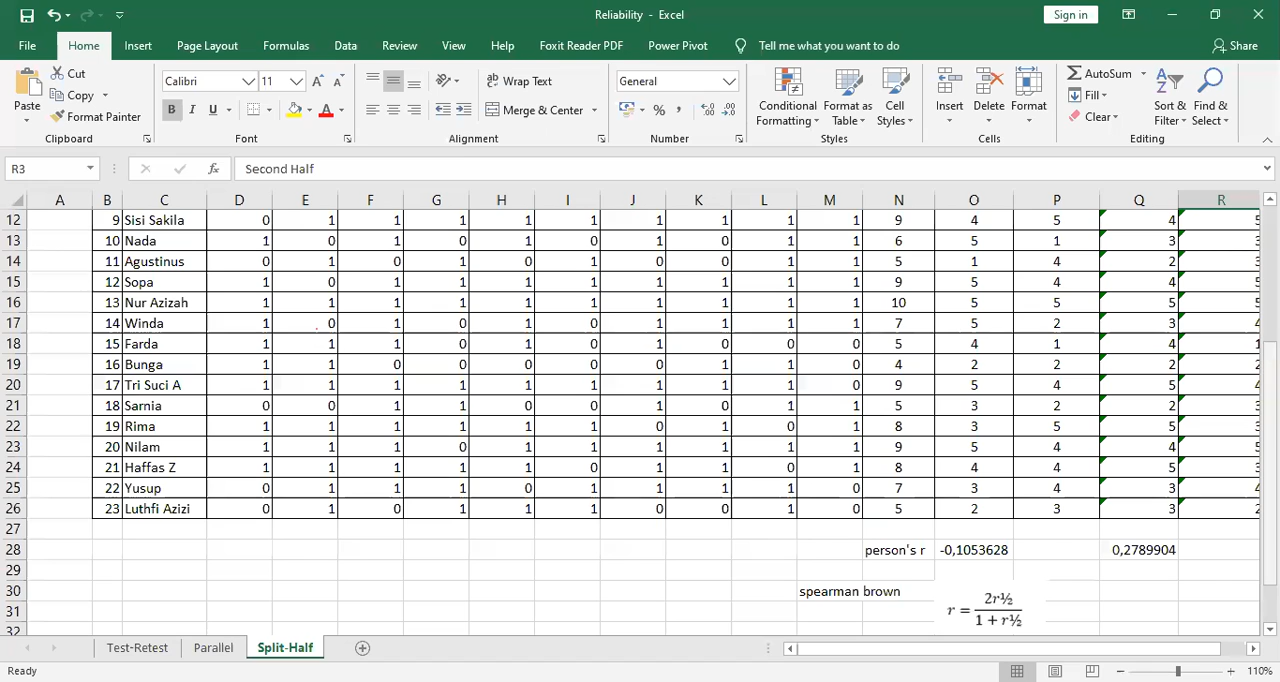 Reliability - Excel
Sign in
File Home Insert Page Layout Formulas Data Review View Help Foxit Reader PDF Power Pivot Tell me what you want to do Share
Paste
Cut
Copy
Format Painter
Calibri 11
B I U
Wrap Text
Merge & Center
General
%
Conditional Formatting
Format as Table
Cell Styles
Insert Delete Format
AutoSum
Fill
Clear
Sort & Filter
Find & Select
Clipboard Font Alignment Number Styles Cells Editing
R3 fx Second Half
A B C D E F G H I J K L M N O P Q R
12 9 Sisi Sakila 0 1 1 1 1 1 1 1 1 1 9 4 5 4 5
13 10 Nada 1 0 1 0 1 0 1 0 1 1 6 5 1 3 3
14 11 Agustinus 0 1 0 1 0 1 0 1 1 0 5 1 4 2 3
15 12 Sopa 1 0 1 1 1 1 1 1 1 1 9 5 4 4 5
16 13 Nur Azizah 1 1 1 1 1 1 1 1 1 1 10 5 5 5 5
17 14 Winda 1 0 1 0 1 0 1 1 1 1 7 5 2 3 4
18 15 Farda 1 1 1 0 1 0 1 0 0 0 5 4 1 4 1
19 16 Bunga 1 1 0 0 0 0 0 1 1 0 4 2 2 2 2
20 17 Tri Suci A 1 1 1 1 1 1 1 1 1 0 9 5 4 5 4
21 18 Sarnia 0 0 1 1 0 0 1 0 1 1 5 3 2 2 3
22 19 Rima 1 1 1 1 1 1 0 1 0 1 8 3 5 5 3
23 20 Nilam 1 1 1 0 1 1 1 1 1 1 9 5 4 4 5
24 21 Haffas Z 1 1 1 1 1 0 1 1 0 1 8 4 4 5 3
25 22 Yusup 0 1 1 1 0 1 1 1 1 0 7 3 4 3 4
26 23 Luthfi Azizi 0 1 0 1 1 1 0 0 1 0 5 2 3 3 2
27
28 person's r -0,1053628 0,2789904
29
30 spearman brown
31 r = 2r½ / 1 + r½
32
Test-Retest Parallel Split-Half
Ready 110%